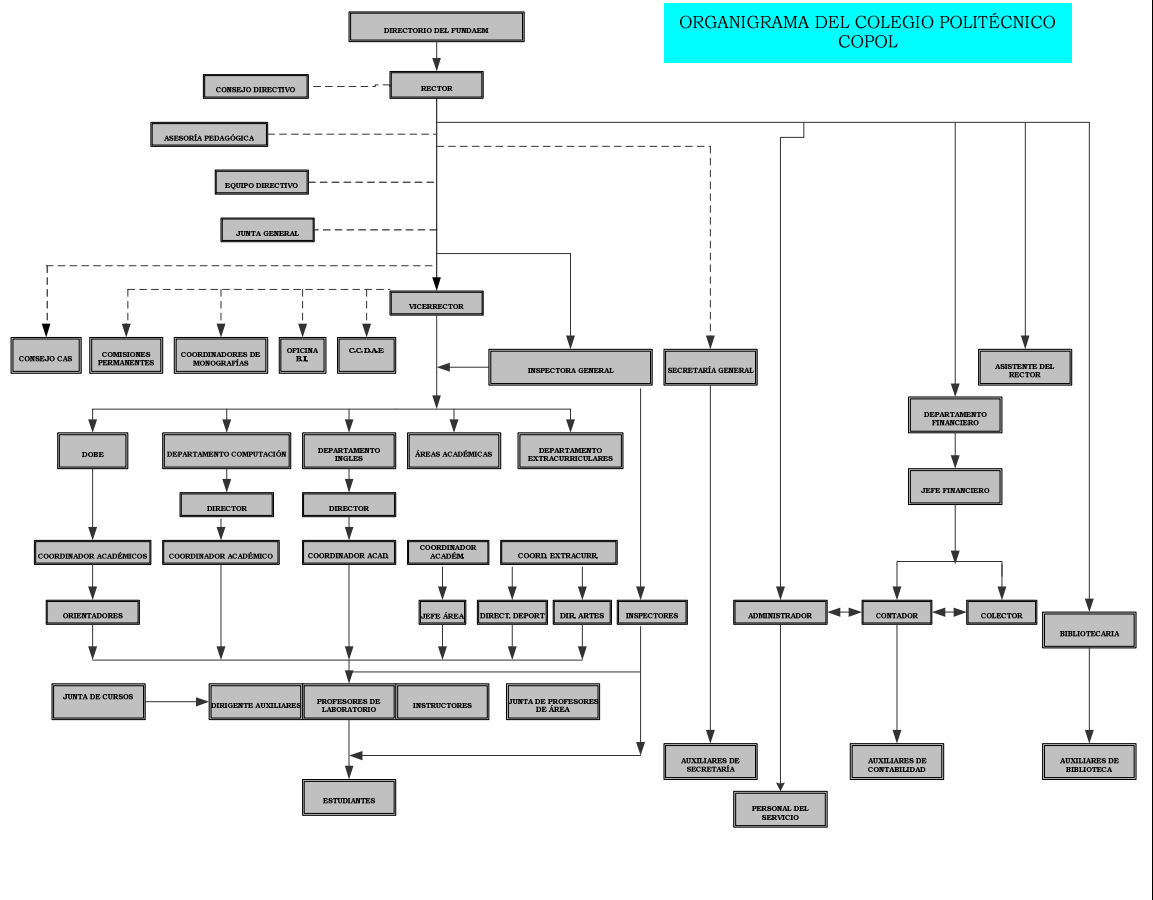 ORGANIGRAMA DEL COLEGIO POLITÉCNICO
COPOL
DIRECTORIO DEL FUNDAEM
CONSEJO DIRECTIVO
RECTOR
ASESORÍA PEDAGÓGICA
EQUIPO DIRECTIVO
JUNTA GENERAL
VICERRECTOR
CONSEJO CAS
COMISIONES
PERMANENTES
COORDINADORES DE
MONOGRAFÍAS
OFICINA
B.I.
C.C.D.A.E
INSPECTORA GENERAL
SECRETARÍA GENERAL
ASISTENTE DEL
RECTOR
DEPARTAMENTO
FINANCIERO
DOBE
DEPARTAMENTO COMPUTACIÓN
DEPARTAMENTO
INGLES
ÁREAS ACADÉMICAS
DEPARTAMENTO
EXTRACURRICULARES
JEFE FINANCIERO
DIRECTOR
DIRECTOR
COORDINADOR ACADÉMICOS
COORDINADOR ACADÉMICO
COORDINADOR ACAD.
COORDINADOR
ACADÉM.
COORD. EXTRACURR.
ORIENTADORES
JEFE ÁREA
DIRECT. DEPORT
DIR. ARTES
INSPECTORES
ADMINISTRADOR
CONTADOR
COLECTOR
BIBLIOTECARIA
JUNTA DE CURSOS
DIRIGENTE AUXILIARES
PROFESORES DE
LABORATORIO
INSTRUCTORES
JUNTA DE PROFESORES
DE ÁREA
AUXILIARES DE
SECRETARÍA
AUXILIARES DE
CONTABILIDAD
AUXILIARES DE
BIBLIOTECA
ESTUDIANTES
PERSONAL DEL
SERVICIO